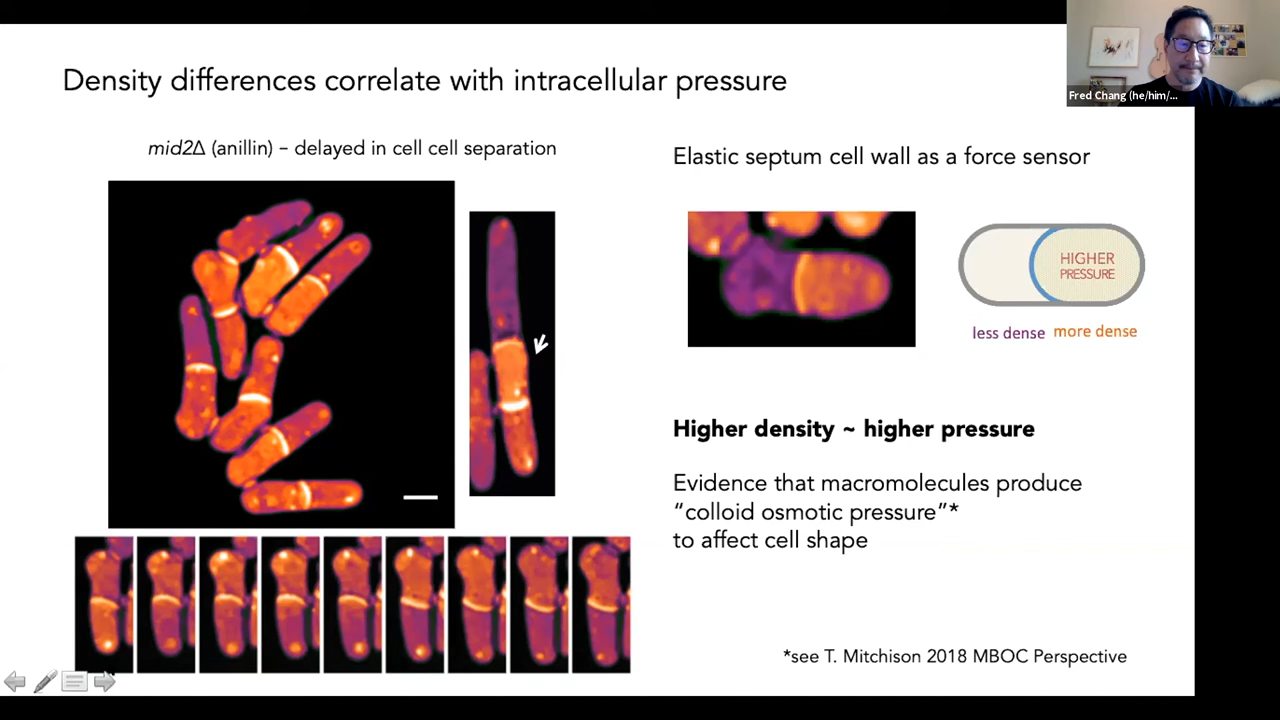 Fred Chang (he/him/...
Density differences correlate with intracellular pressure
mid2Δ (anillin) – delayed in cell cell separation
Elastic septum cell wall as a force sensor
HIGHER
PRESSURE
less dense more dense
Higher density ~ higher pressure
Evidence that macromolecules produce
“colloid osmotic pressure”*
to affect cell shape
*see T. Mitchison 2018 MBOC Perspective